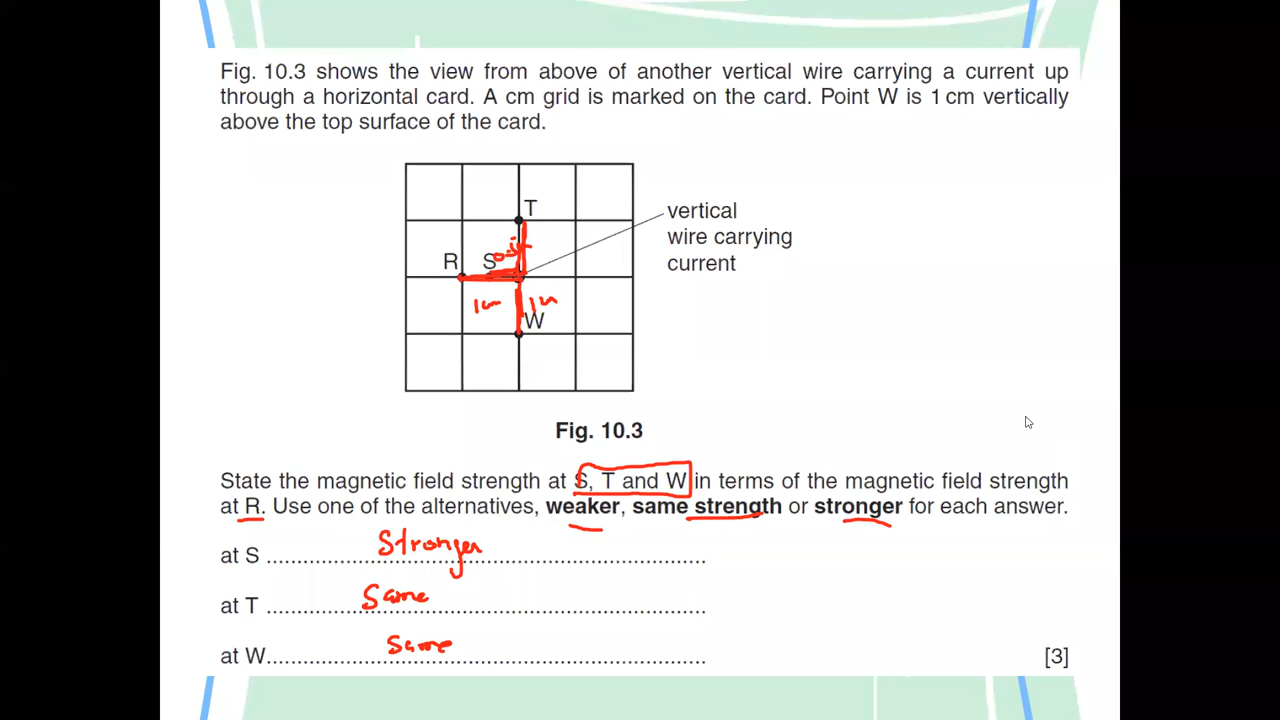 Fig. 10.3 shows the view from above of another vertical wire carrying a current up
through a horizontal card. A cm grid is marked on the card. Point W is 1 cm vertically
above the top surface of the card.
T
vertical
wire carrying
current
R S
1cm
W
Fig. 10.3
State the magnetic field strength at S, T and W in terms of the magnetic field strength
at R. Use one of the alternatives, weaker, same strength or stronger for each answer.
at S Stronger
at T Same
at W Same
[3]